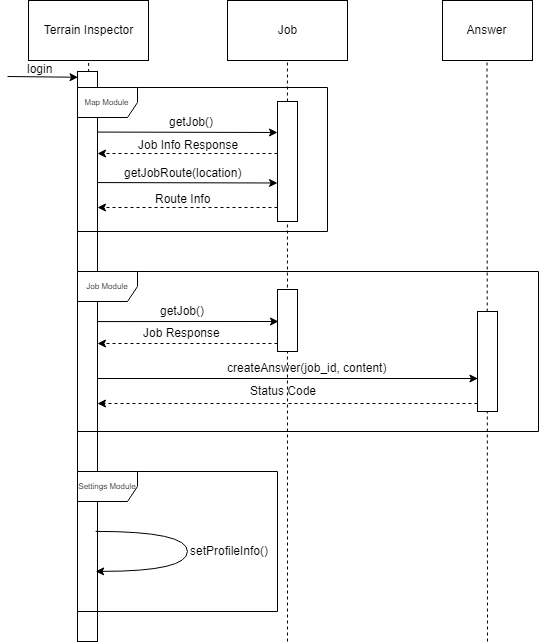 Terrain Inspector
Job
Answer
login
Map Module
getJob()
Job Info Response
getJobRoute(location)
Route Info
Job Module
getJob()
Job Response
createAnswer(job_id, content)
Status Code
Settings Module
setProfileInfo()